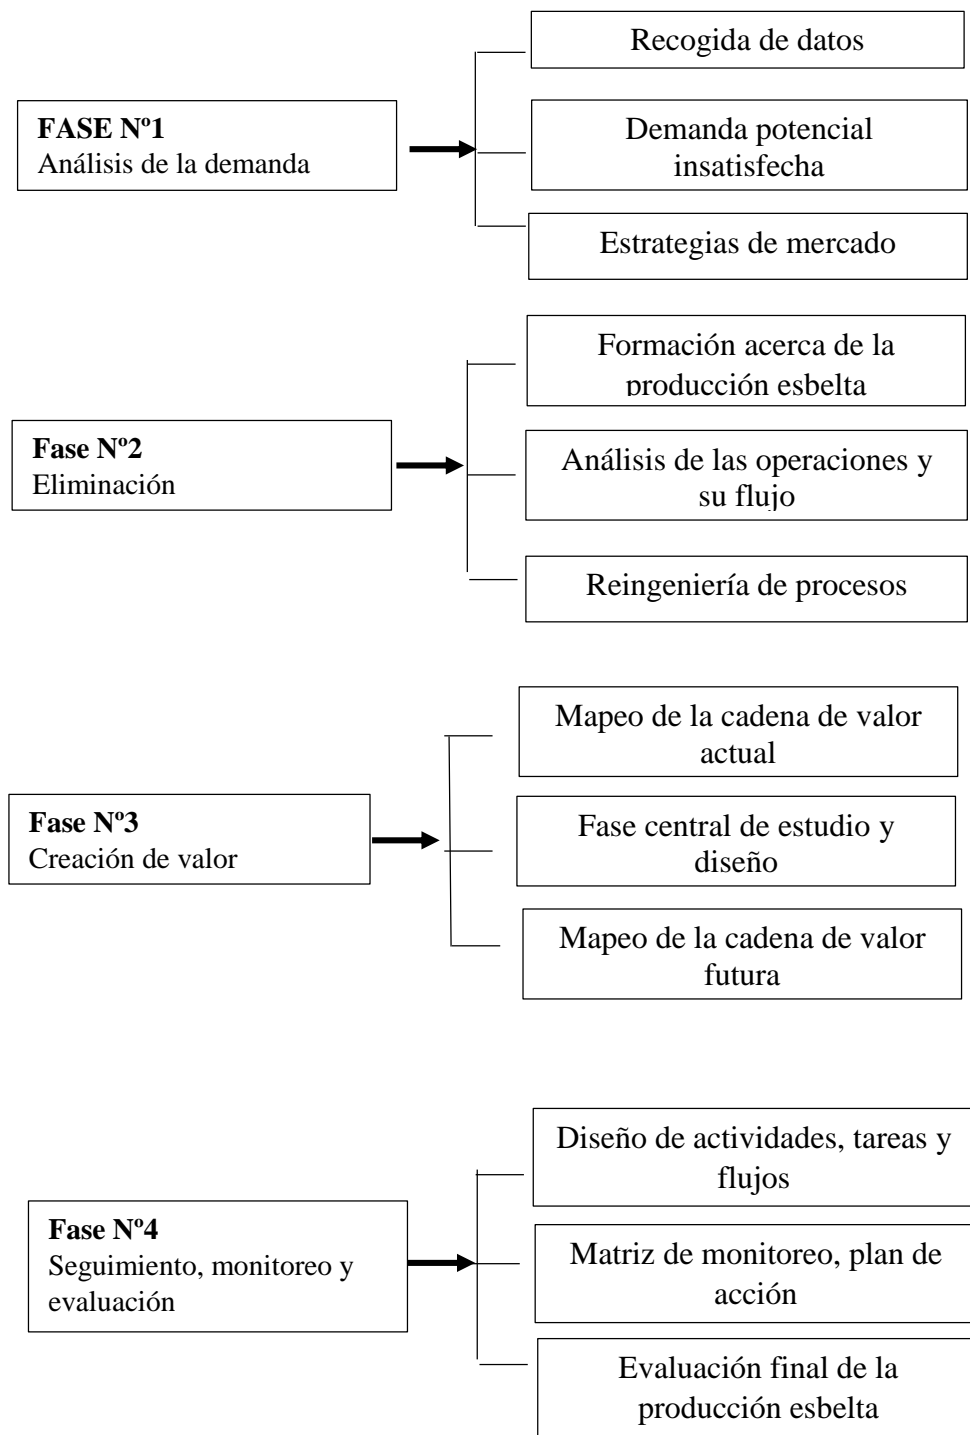 Recogida de datos
FASE Nº1
Análisis de la demanda
Demanda potencial
insatisfecha
Estrategias de mercado
Formación acerca de la
producción esbelta
Fase Nº2
Eliminación
Análisis de las operaciones y
su flujo
Reingeniería de procesos
Mapeo de la cadena de valor
actual
Fase Nº3
Creación de valor
Fase central de estudio y
diseño
Mapeo de la cadena de valor
futura
Diseño de actividades, tareas y
flujos
Fase Nº4
Seguimiento, monitoreo y
evaluación
Matriz de monitoreo, plan de
acción
Evaluación final de la
producción esbelta